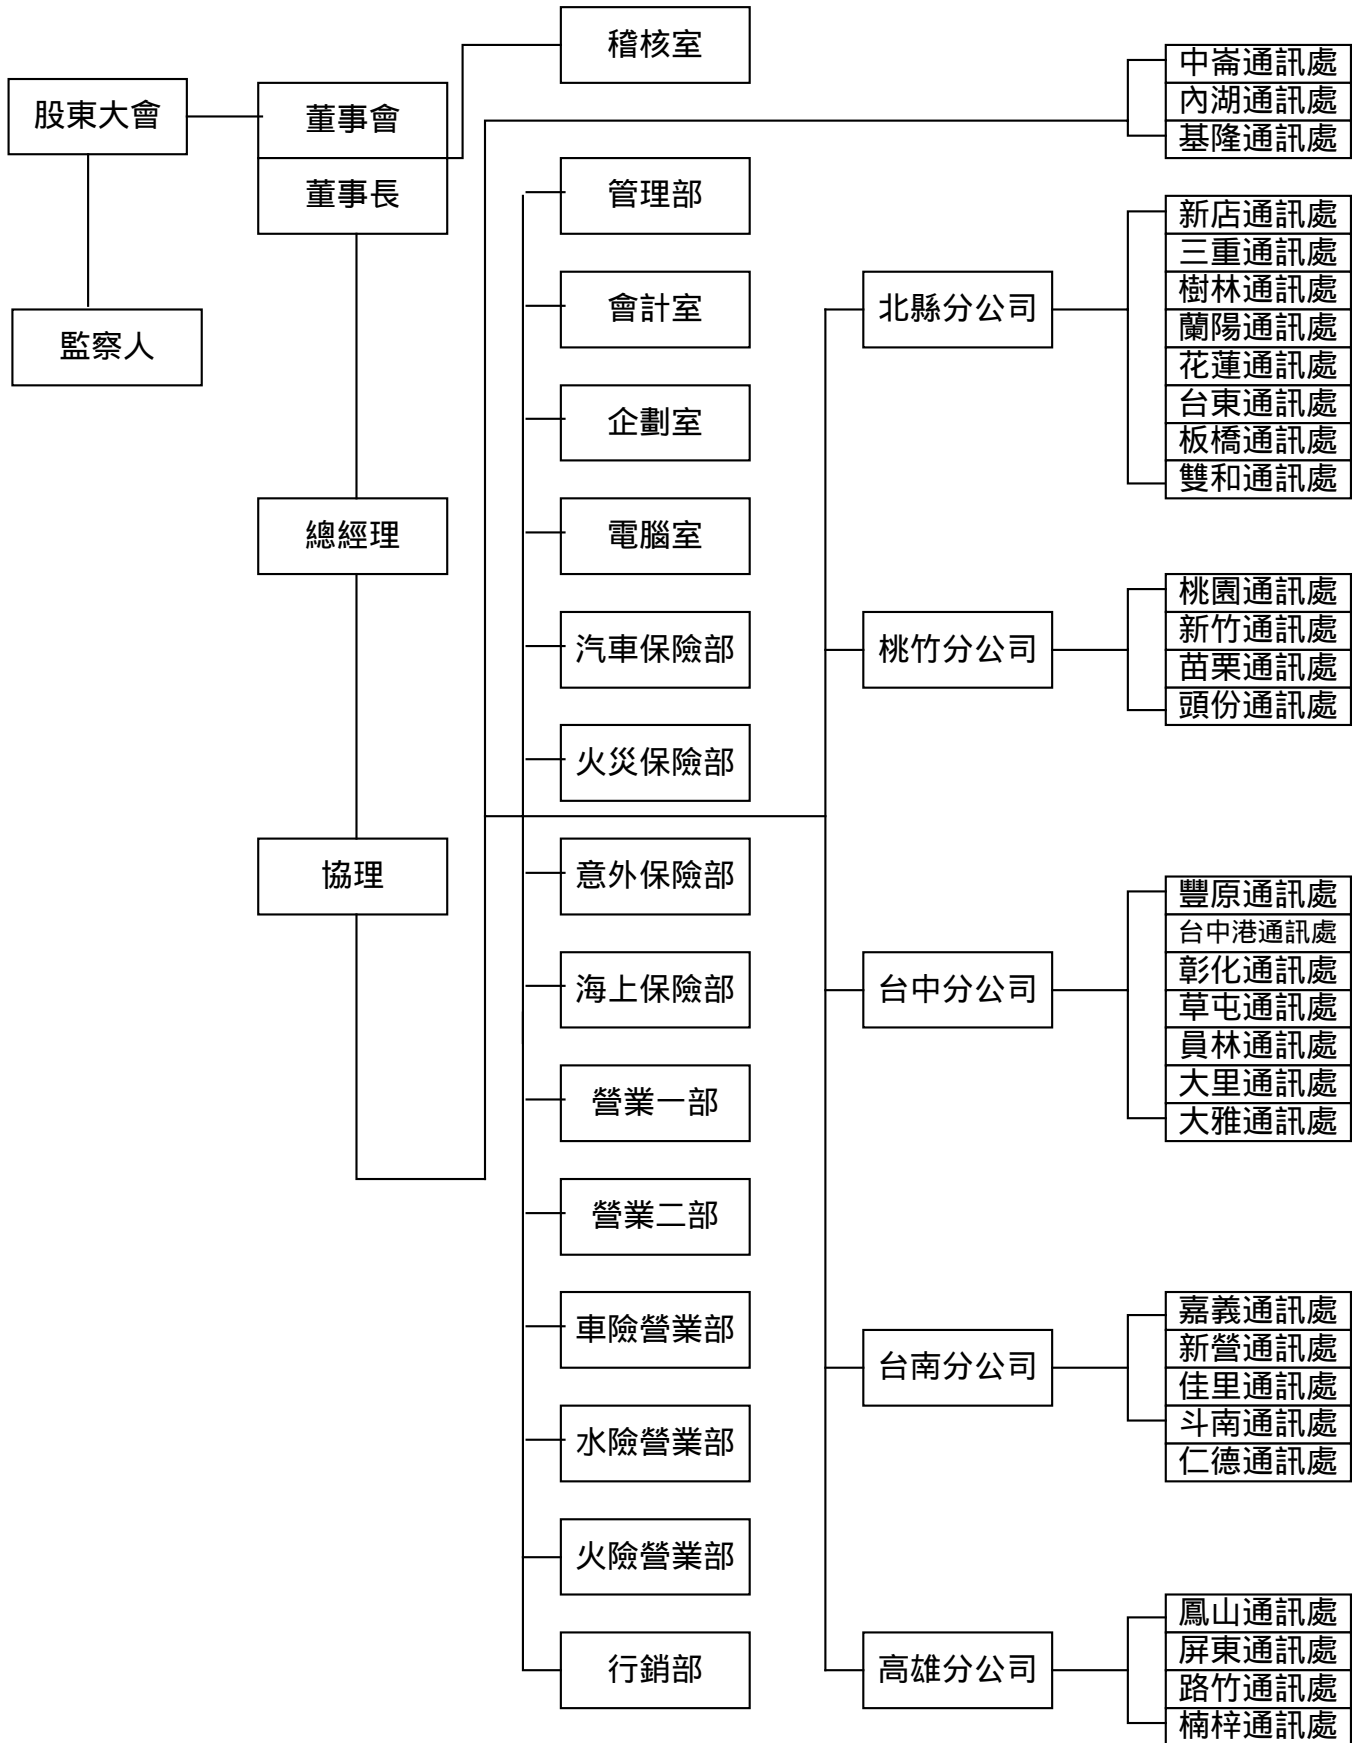 稽核室
股東大會
董事會
董事長
監察人
總經理
協理
管理部
會計室
企劃室
電腦室
汽車保險部
火災保險部
意外保險部
海上保險部
營業一部
營業二部
車險營業部
水險營業部
火險營業部
行銷部
中崙通訊處
內湖通訊處
基隆通訊處
北縣分公司
新店通訊處
三重通訊處
樹林通訊處
蘭陽通訊處
花蓮通訊處
台東通訊處
板橋通訊處
雙和通訊處
桃竹分公司
桃園通訊處
新竹通訊處
苗栗通訊處
頭份通訊處
台中分公司
豐原通訊處
台中港通訊處
彰化通訊處
草屯通訊處
員林通訊處
大里通訊處
大雅通訊處
台南分公司
嘉義通訊處
新營通訊處
佳里通訊處
斗南通訊處
仁德通訊處
高雄分公司
鳳山通訊處
屏東通訊處
路竹通訊處
楠梓通訊處